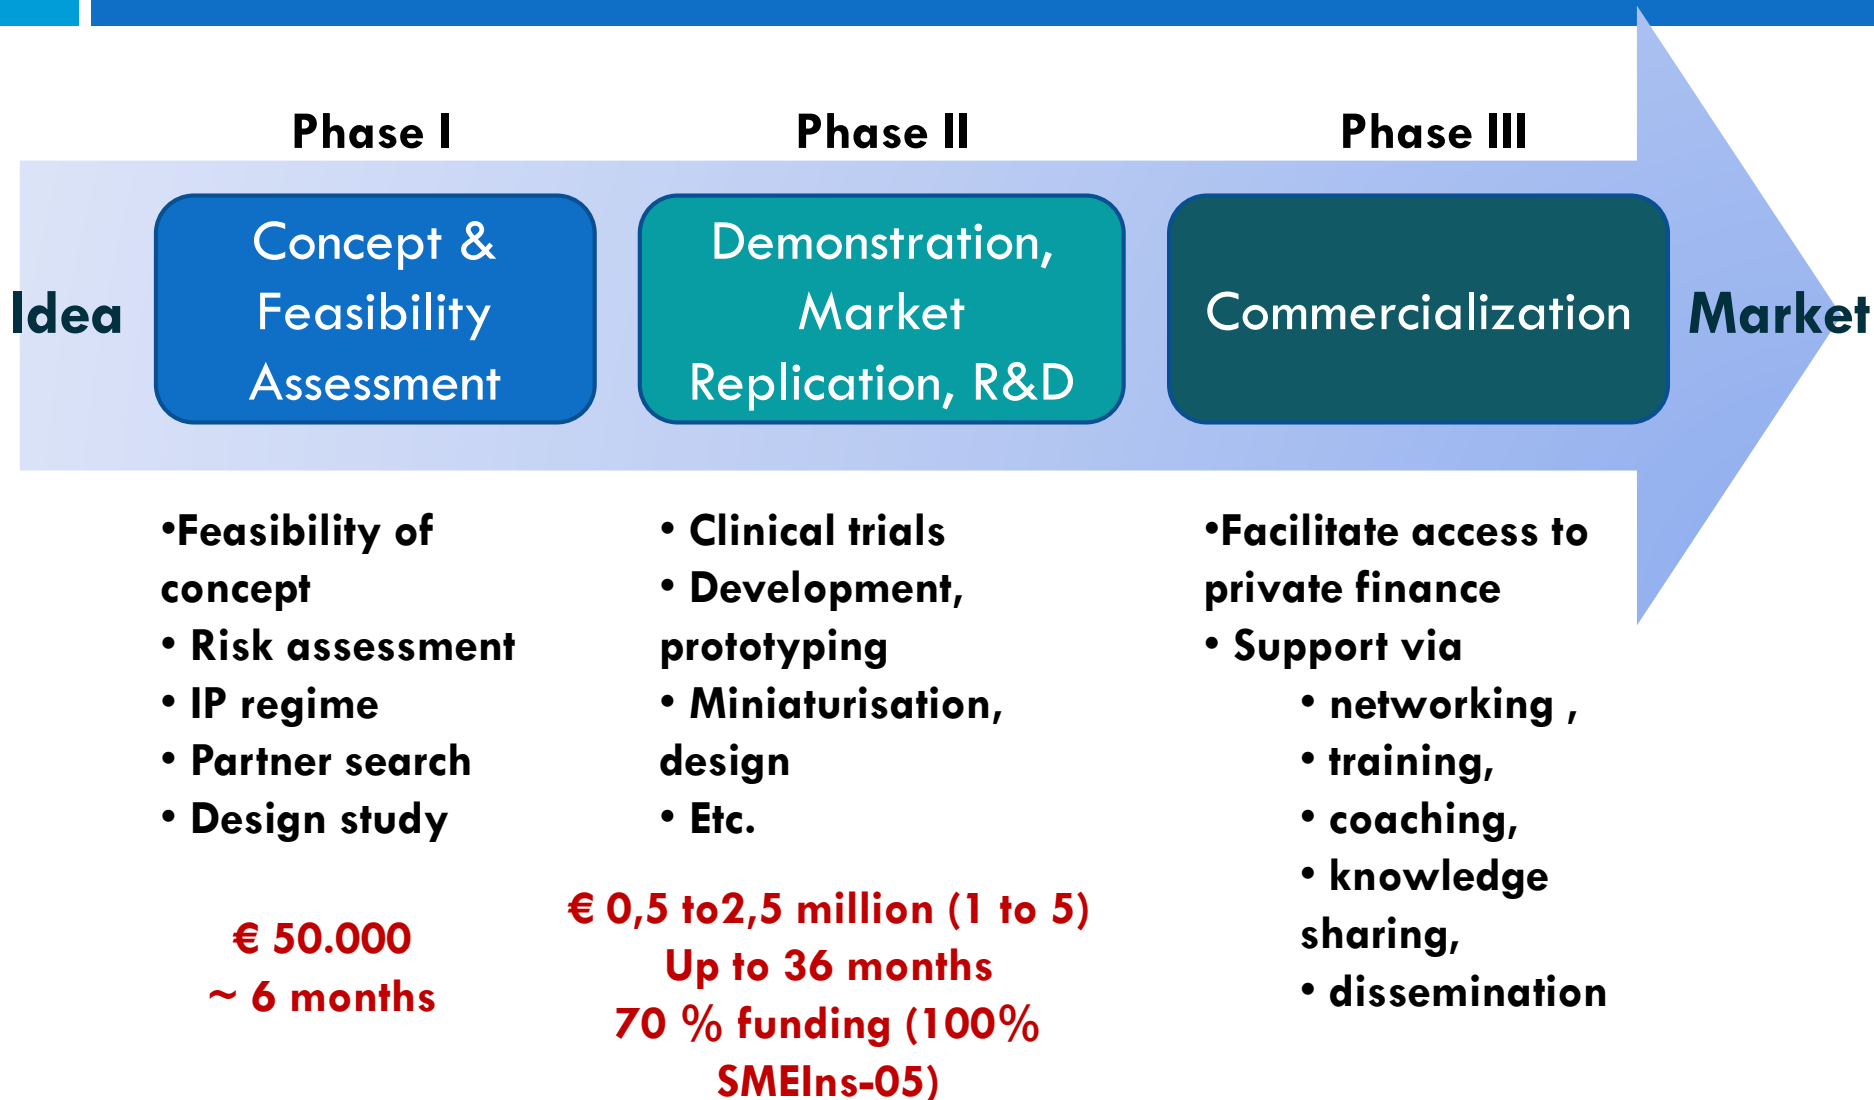 Phase I
Phase II
Phase III
Idea
Concept &
Feasibility
Assessment
Demonstration,
Market
Replication, R&D
Commercialization
Market
•Feasibility of
concept
• Risk assessment
• IP regime
• Partner search
• Design study
€ 50.000
~ 6 months
• Clinical trials
• Development,
prototyping
• Miniaturisation,
design
• Etc.
€ 0,5 to2,5 million (1 to 5)
Up to 36 months
70 % funding (100%
SMEIns-05)
•Facilitate access to
private finance
• Support via
• networking ,
• training,
• coaching,
• knowledge
sharing,
• dissemination